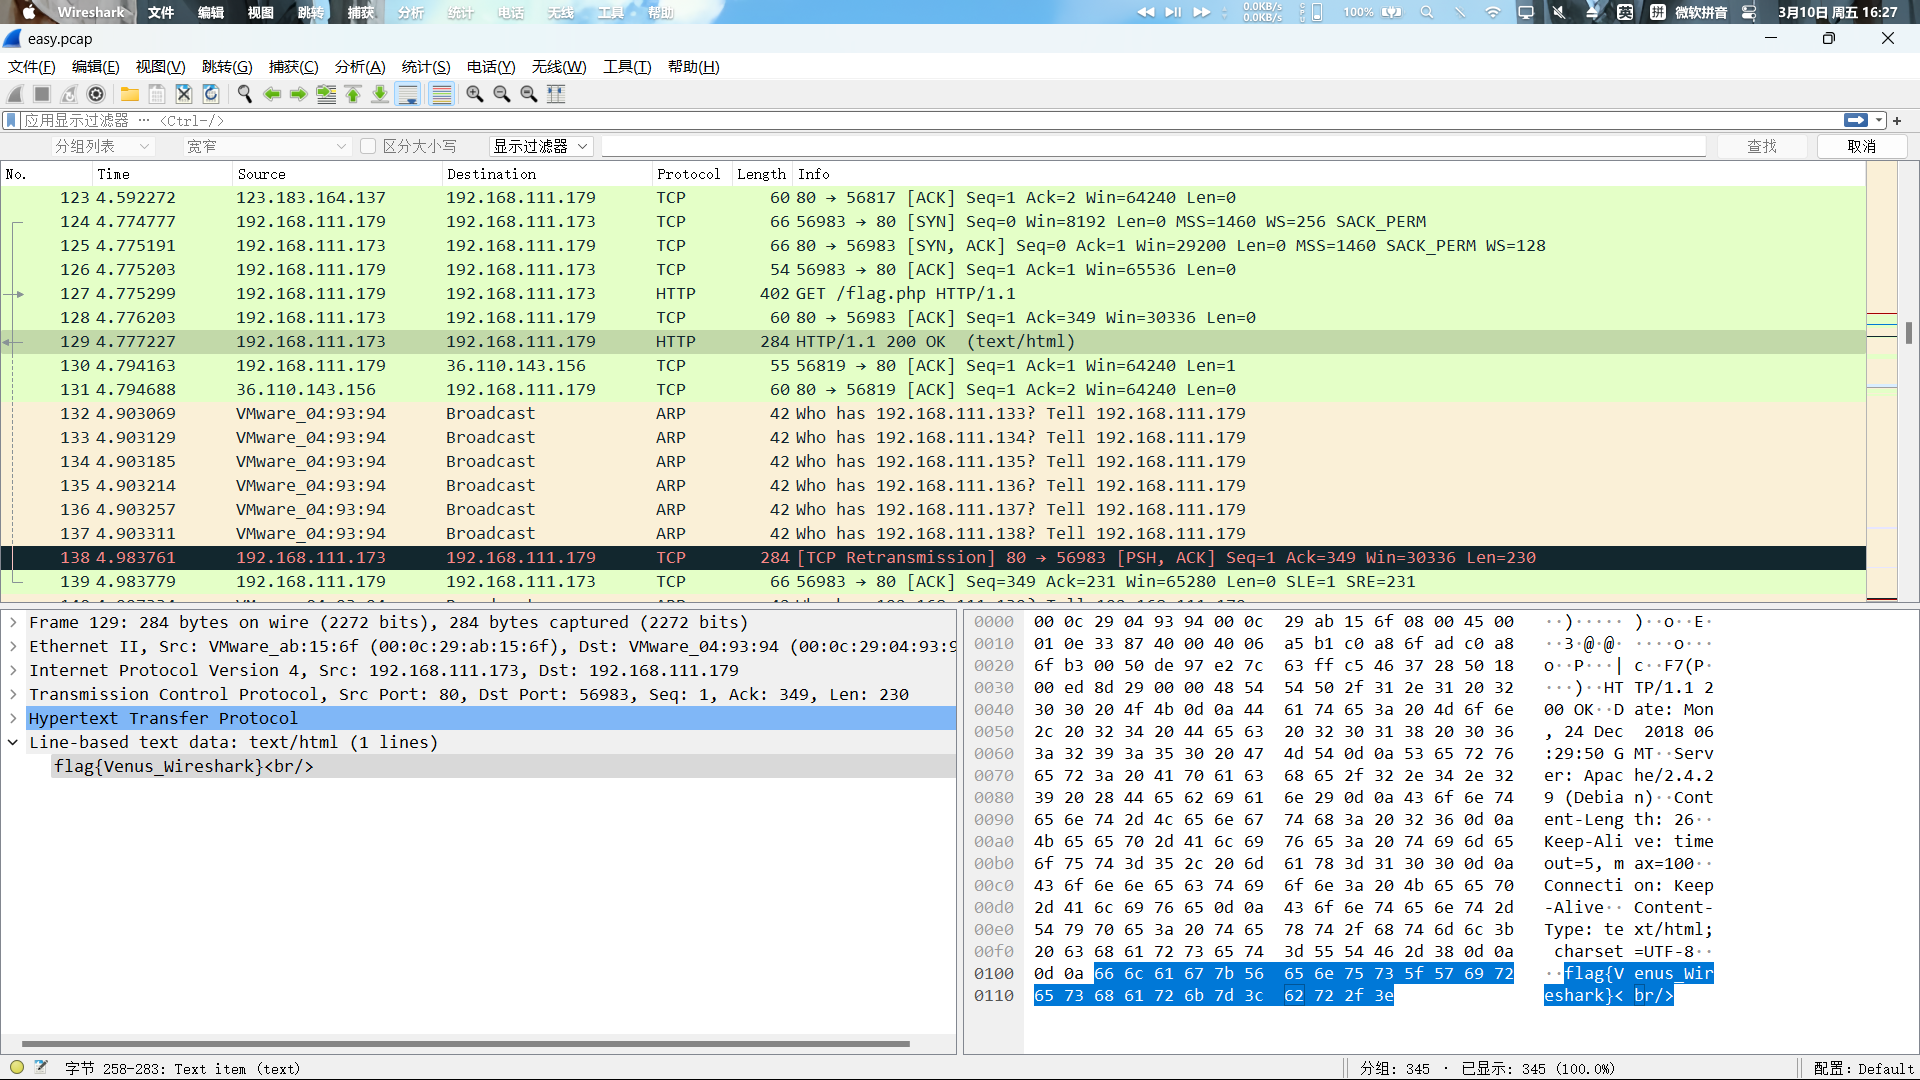 Wireshark 文件 编辑 视图 跳转 捕获 分析 统计 电话 无线 工具 帮助 0.0KB/s 0.0KB/s 100% 英 拼 微软拼音 3月10日 周五 16:27
easy.pcap
文件(F) 编辑(E) 视图(V) 跳转(G) 捕获(C) 分析(A) 统计(S) 电话(Y) 无线(W) 工具(T) 帮助(H)
应用显示过滤器 … <Ctrl-/>
分组列表 宽窄 区分大小写 显示过滤器 查找 取消
No. Time Source Destination Protocol Length Info
123 4.592272 123.183.164.137 192.168.111.179 TCP 60 80 → 56817 [ACK] Seq=1 Ack=2 Win=64240 Len=0
124 4.774777 192.168.111.179 192.168.111.173 TCP 66 56983 → 80 [SYN] Seq=0 Win=8192 Len=0 MSS=1460 WS=256 SACK_PERM
125 4.775191 192.168.111.173 192.168.111.179 TCP 66 80 → 56983 [SYN, ACK] Seq=0 Ack=1 Win=29200 Len=0 MSS=1460 SACK_PERM WS=128
126 4.775203 192.168.111.179 192.168.111.173 TCP 54 56983 → 80 [ACK] Seq=1 Ack=1 Win=65536 Len=0
127 4.775299 192.168.111.179 192.168.111.173 HTTP 402 GET /flag.php HTTP/1.1
128 4.776203 192.168.111.173 192.168.111.179 TCP 60 80 → 56983 [ACK] Seq=1 Ack=349 Win=30336 Len=0
129 4.777227 192.168.111.173 192.168.111.179 HTTP 284 HTTP/1.1 200 OK  (text/html)
130 4.794163 192.168.111.179 36.110.143.156 TCP 55 56819 → 80 [ACK] Seq=1 Ack=1 Win=64240 Len=1
131 4.794688 36.110.143.156 192.168.111.179 TCP 60 80 → 56819 [ACK] Seq=1 Ack=2 Win=64240 Len=0
132 4.903069 VMware_04:93:94 Broadcast ARP 42 Who has 192.168.111.133? Tell 192.168.111.179
133 4.903129 VMware_04:93:94 Broadcast ARP 42 Who has 192.168.111.134? Tell 192.168.111.179
134 4.903185 VMware_04:93:94 Broadcast ARP 42 Who has 192.168.111.135? Tell 192.168.111.179
135 4.903214 VMware_04:93:94 Broadcast ARP 42 Who has 192.168.111.136? Tell 192.168.111.179
136 4.903257 VMware_04:93:94 Broadcast ARP 42 Who has 192.168.111.137? Tell 192.168.111.179
137 4.903311 VMware_04:93:94 Broadcast ARP 42 Who has 192.168.111.138? Tell 192.168.111.179
138 4.983761 192.168.111.173 192.168.111.179 TCP 284 [TCP Retransmission] 80 → 56983 [PSH, ACK] Seq=1 Ack=349 Win=30336 Len=230
139 4.983779 192.168.111.179 192.168.111.173 TCP 66 56983 → 80 [ACK] Seq=349 Ack=231 Win=65280 Len=0 SLE=1 SRE=231
Frame 129: 284 bytes on wire (2272 bits), 284 bytes captured (2272 bits)
Ethernet II, Src: VMware_ab:15:6f (00:0c:29:ab:15:6f), Dst: VMware_04:93:94 (00:0c:29:04:93:9
Internet Protocol Version 4, Src: 192.168.111.173, Dst: 192.168.111.179
Transmission Control Protocol, Src Port: 80, Dst Port: 56983, Seq: 1, Ack: 349, Len: 230
Hypertext Transfer Protocol
Line-based text data: text/html (1 lines)
flag{Venus_Wireshark}<br/>
0000 00 0c 29 04 93 94 00 0c 29 ab 15 6f 08 00 45 00 ··)····· )··o··E·
0010 01 0e 33 87 40 00 40 06 a5 b1 c0 a8 6f ad c0 a8 ··3·@·@· ····o···
0020 6f b3 00 50 de 97 e2 7c 63 ff c5 46 37 28 50 18 o··P···| c··F7(P·
0030 00 ed 8d 29 00 00 48 54 54 50 2f 31 2e 31 20 32 ···)··HT TP/1.1 2
0040 30 30 20 4f 4b 0d 0a 44 61 74 65 3a 20 4d 6f 6e 00 OK··D ate: Mon
0050 2c 20 32 34 20 44 65 63 20 32 30 31 38 20 30 36 , 24 Dec  2018 06
0060 3a 32 39 3a 35 30 20 47 4d 54 0d 0a 53 65 72 76 :29:50 G MT··Serv
0070 65 72 3a 20 41 70 61 63 68 65 2f 32 2e 34 2e 32 er: Apac he/2.4.2
0080 39 20 28 44 65 62 69 61 6e 29 0d 0a 43 6f 6e 74 9 (Debia n)··Cont
0090 65 6e 74 2d 4c 65 6e 67 74 68 3a 20 32 36 0d 0a ent-Leng th: 26··
00a0 4b 65 65 70 2d 41 6c 69 76 65 3a 20 74 69 6d 65 Keep-Ali ve: time
00b0 6f 75 74 3d 35 2c 20 6d 61 78 3d 31 30 30 0d 0a out=5, m ax=100··
00c0 43 6f 6e 6e 65 63 74 69 6f 6e 3a 20 4b 65 65 70 Connecti on: Keep
00d0 2d 41 6c 69 76 65 0d 0a 43 6f 6e 74 65 6e 74 2d -Alive·· Content-
00e0 54 79 70 65 3a 20 74 65 78 74 2f 68 74 6d 6c 3b Type: te xt/html;
00f0 20 63 68 61 72 73 65 74 3d 55 54 46 2d 38 0d 0a  charset =UTF-8··
0100 0d 0a 66 6c 61 67 7b 56 65 6e 75 73 5f 57 69 72 ··flag{V enus_Wir
0110 65 73 68 61 72 6b 7d 3c 62 72 2f 3e eshark}< br/>
字节 258-283: Text item (text) 分组: 345 · 已显示: 345 (100.0%) 配置: Default